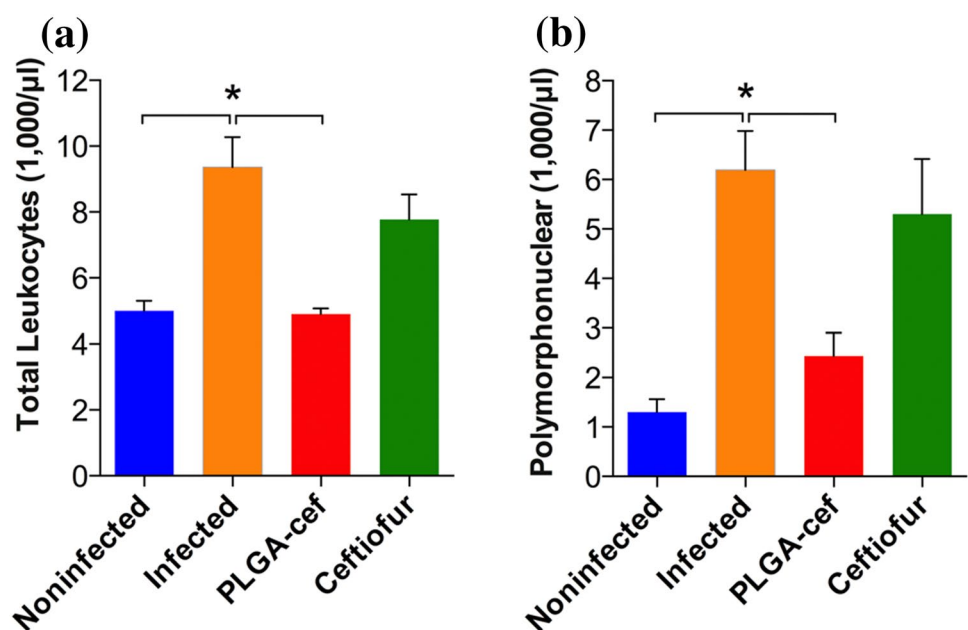 (a)
Total Leukocytes (1,000/µl)
12
10
8
6
4
2
0
*
Noninfected
Infected
PLGA-cef
Ceftiofur
(b)
Polymorphonuclear (1,000/µl)
8
7
6
5
4
3
2
1
0
*
Noninfected
Infected
PLGA-cef
Ceftiofur